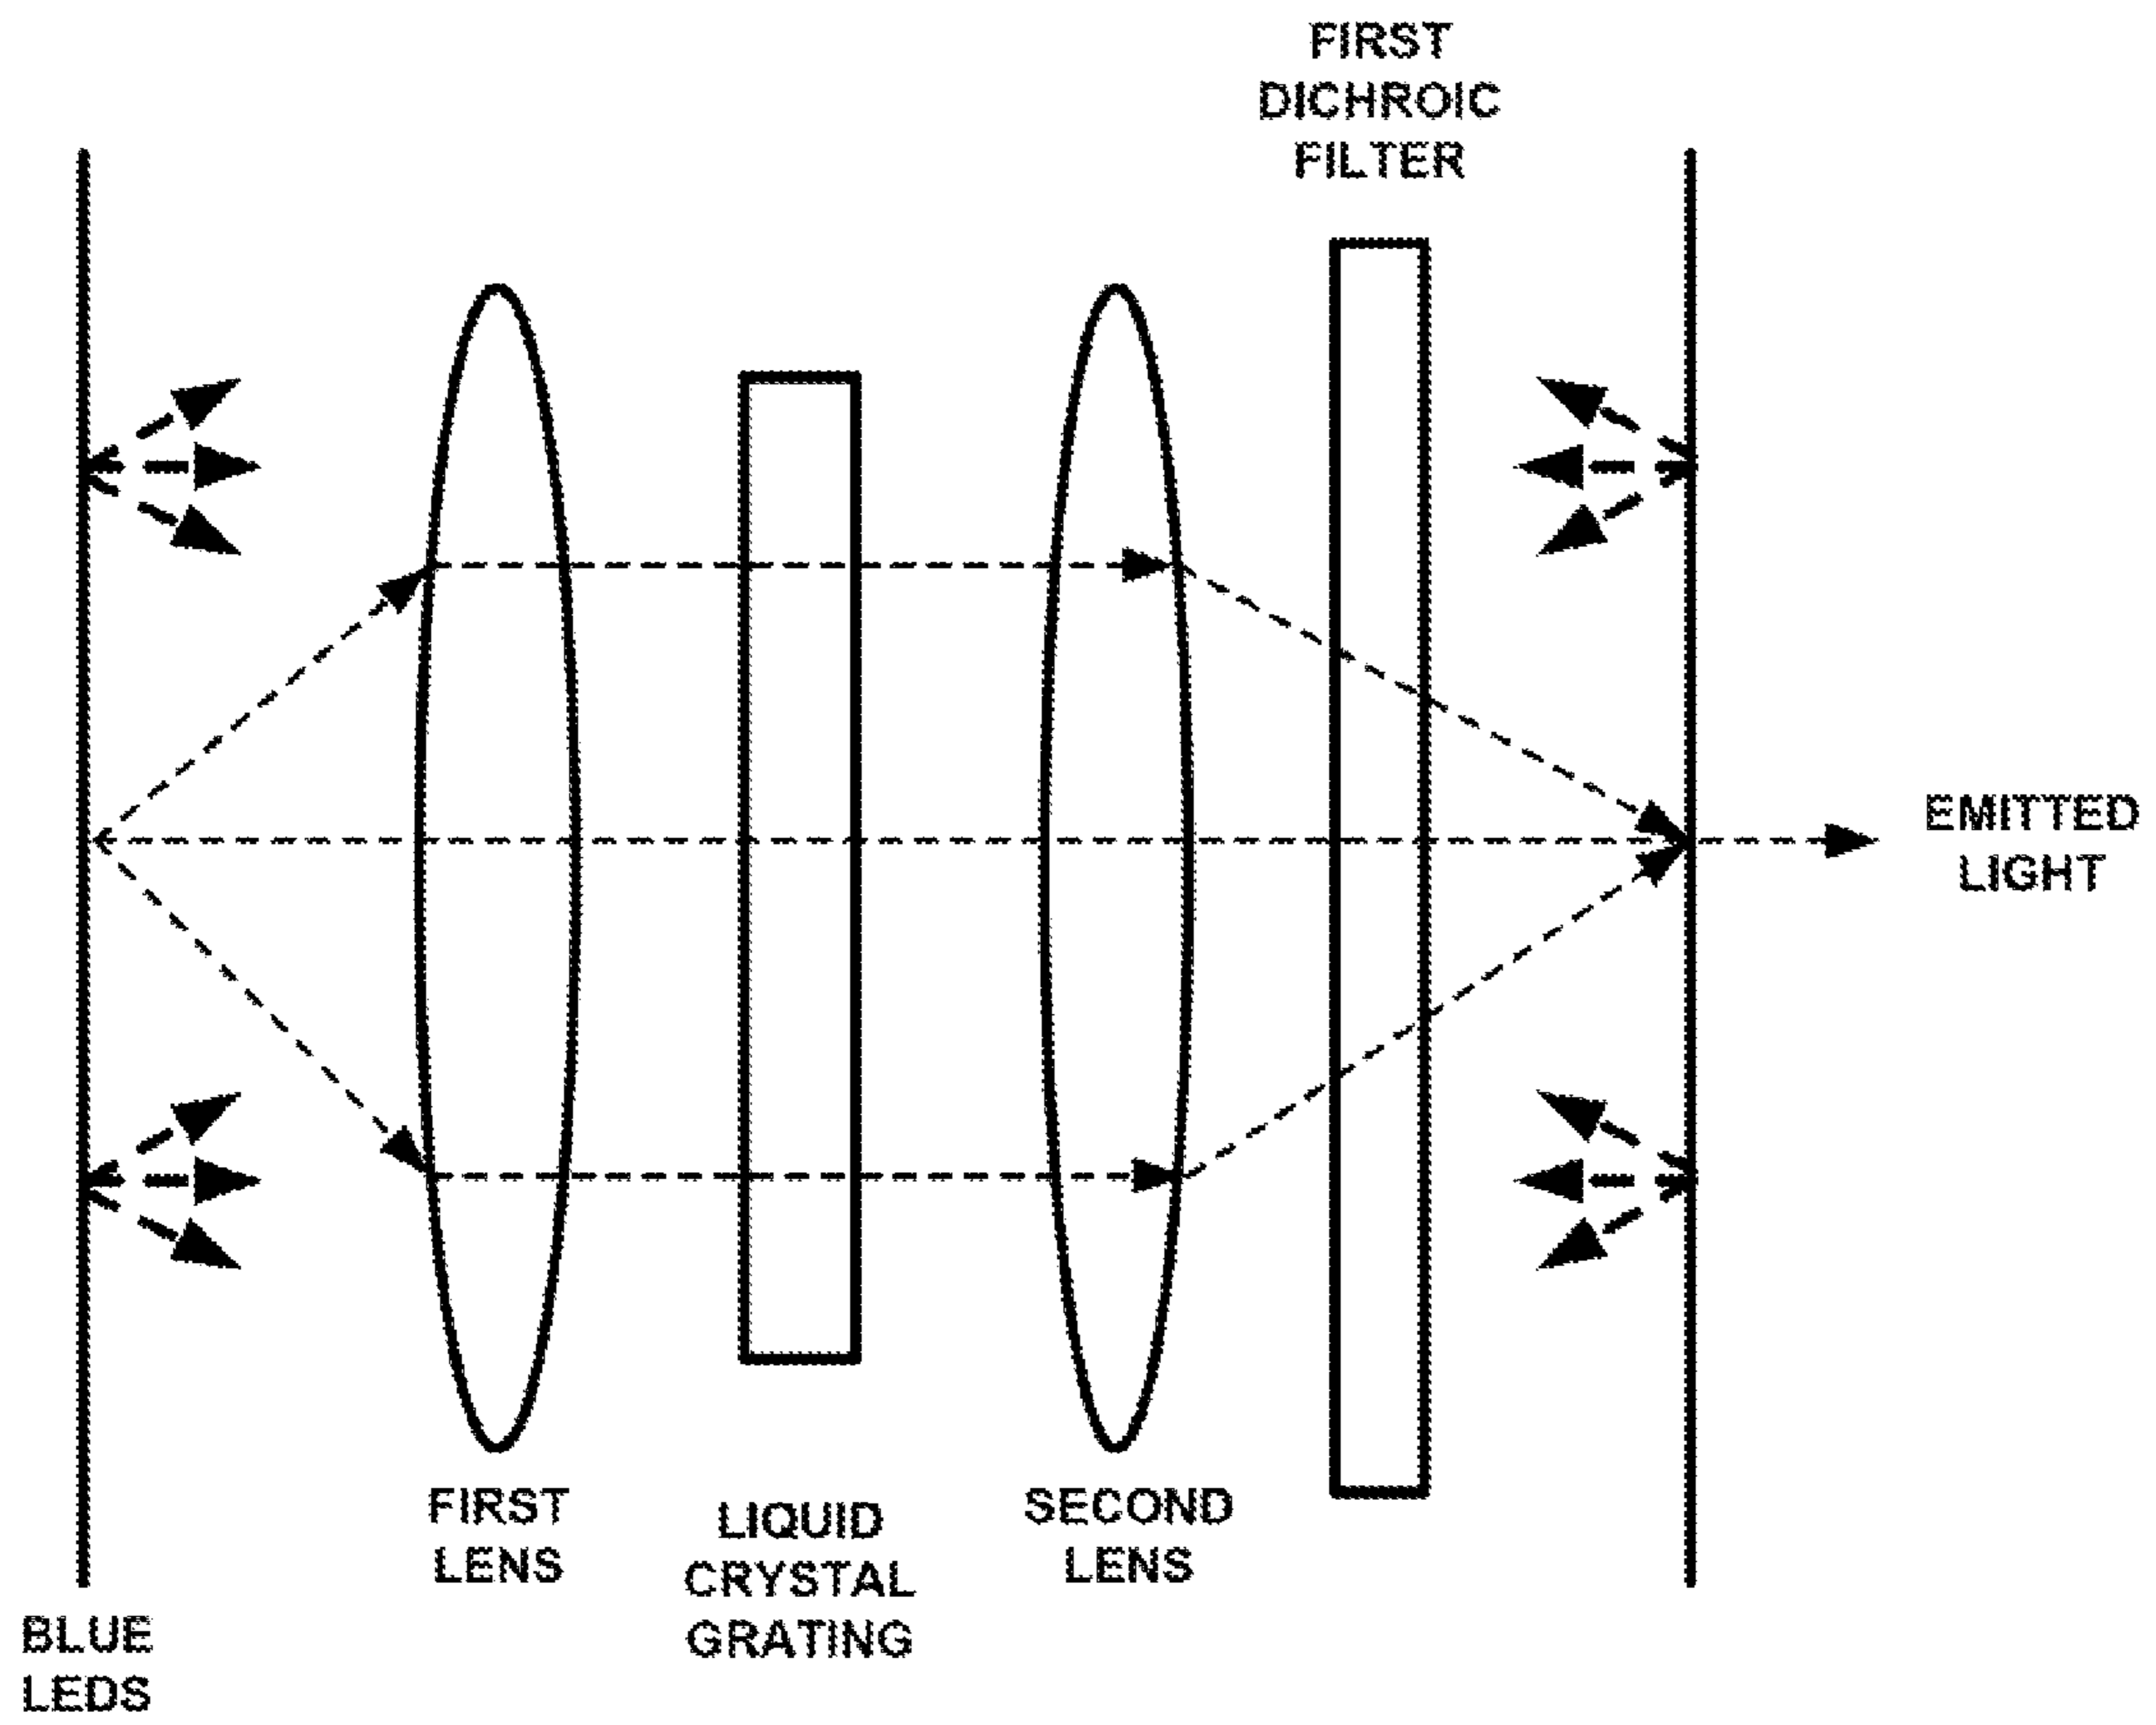 FIRST
DICHROIC
FILTER
EMITTED
LIGHT
FIRST
LENS
LIQUID
CRYSTAL
GRATING
SECOND
LENS
BLUE
LEDS